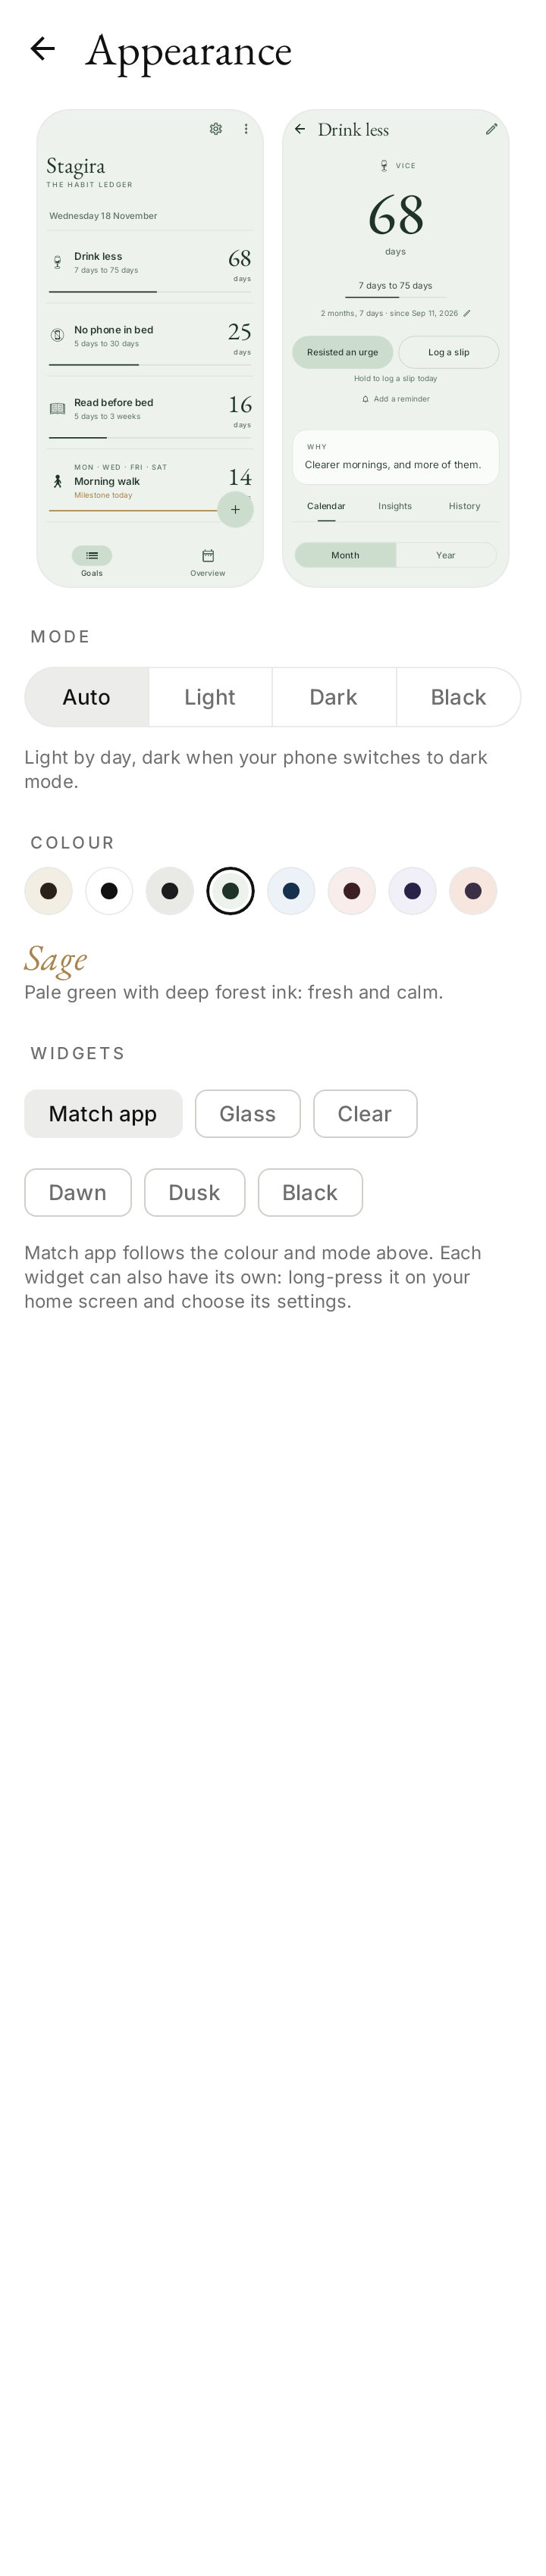 Appearance
Stagira
THE HABIT LEDGER
Wednesday 18 November
Drink less
7 days to 75 days
68
days
No phone in bed
5 days to 30 days
25
days
Read before bed
5 days to 3 weeks
16
days
MON · WED · FRI · SAT
Morning walk
Milestone today
14
+
Goals
Overview
Drink less
VICE
68
days
7 days to 75 days
2 months, 7 days · since Sep 11, 2026
Resisted an urge
Log a slip
Hold to log a slip today
Add a reminder
WHY
Clearer mornings, and more of them.
Calendar
Insights
History
Month
Year
MODE
Auto
Light
Dark
Black
Light by day, dark when your phone switches to dark
mode.
COLOUR
Sage
Pale green with deep forest ink: fresh and calm.
WIDGETS
Match app
Glass
Clear
Dawn
Dusk
Black
Match app follows the colour and mode above. Each
widget can also have its own: long-press it on your
home screen and choose its settings.